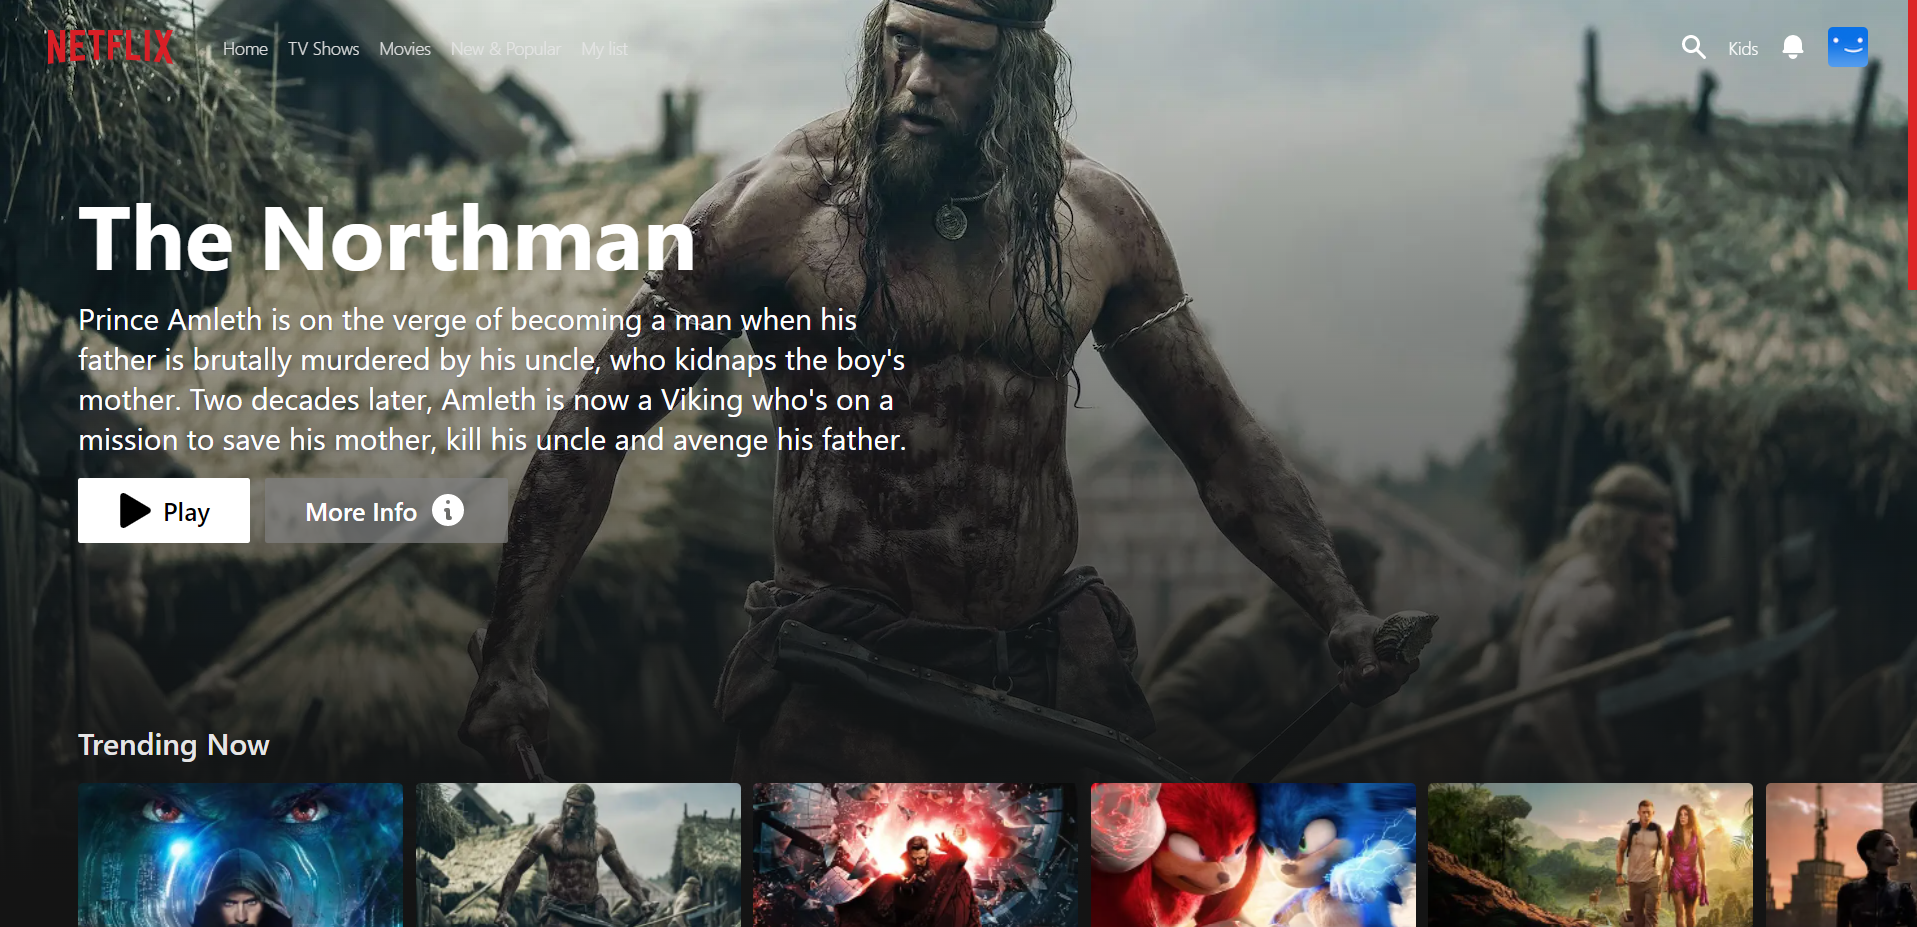 NETFLIX
Home TV Shows Movies New & Popular My list
Kids
The Northman
Prince Amleth is on the verge of becoming a man when his
father is brutally murdered by his uncle, who kidnaps the boy's
mother. Two decades later, Amleth is now a Viking who's on a
mission to save his mother, kill his uncle and avenge his father.
Play
More Info
Trending Now